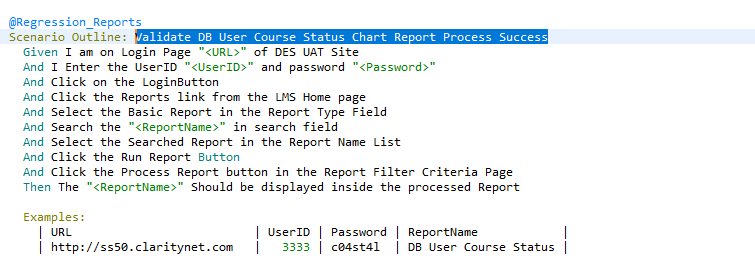 @Regression_Reports
Scenario Outline: Validate DB User Course Status Chart Report Process Success
Given I am on Login Page "<URL>" of DES UAT Site
And I Enter the UserID "<UserID>" and password "<Password>"
And Click on the LoginButton
And Click the Reports link from the LMS Home page
And Select the Basic Report in the Report Type Field
And Search the "<ReportName>" in search field
And Select the Searched Report in the Report Name List
And Click the Run Report Button
And Click the Process Report button in the Report Filter Criteria Page
Then The "<ReportName>" Should be displayed inside the processed Report
Examples:
| URL | UserID | Password | ReportName |
| http://ss50.claritynet.com | 3333 | c04st4l | DB User Course Status |